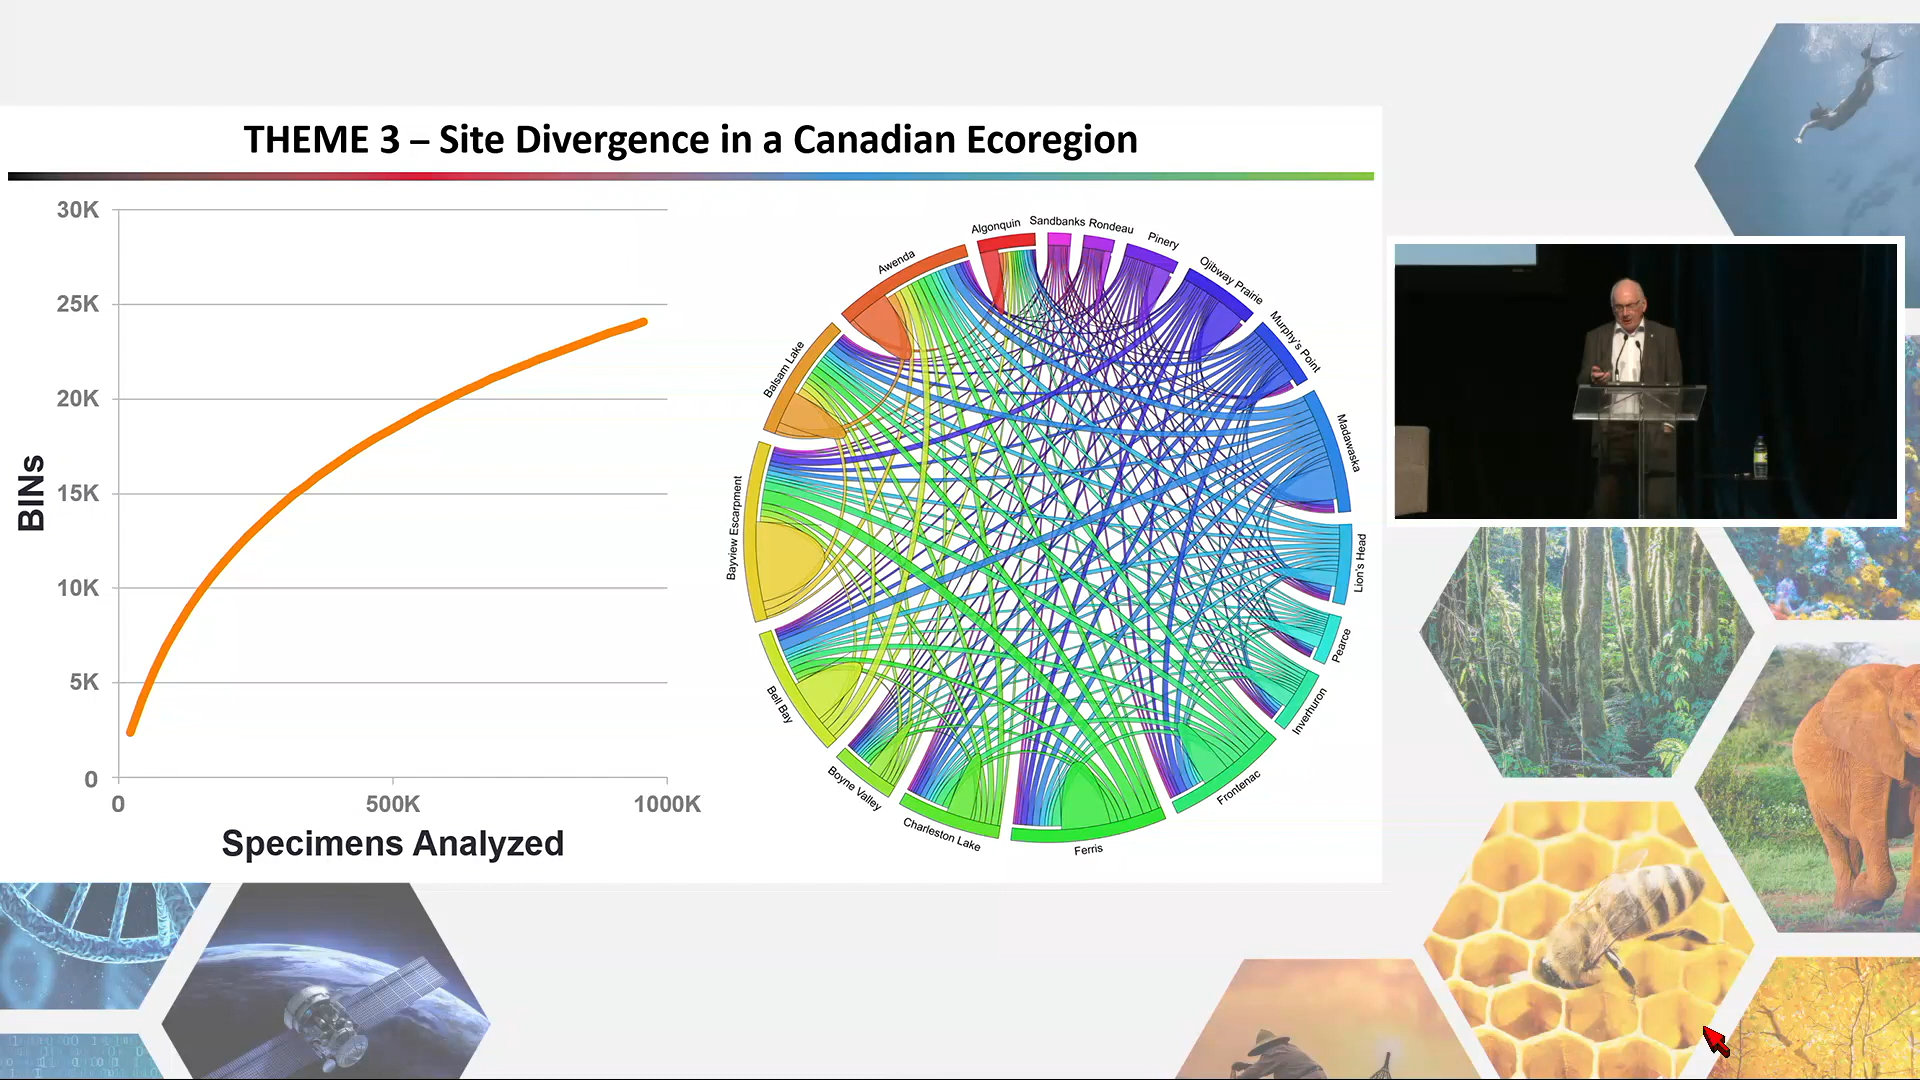 THEME 3 – Site Divergence in a Canadian Ecoregion
30K
25K
20K
15K
10K
5K
0
BINs
0
500K
1000K
Specimens Analyzed
Algonquin
Sandbanks
Rondeau
Pinery
Ojibway Prairie
Murphy's Point
Madawaska
Lion's Head
Pearce
Inverhuron
Frontenac
Ferris
Charleston Lake
Boyne Valley
Bell Bay
Bayview Escarpment
Balsam Lake
Awenda